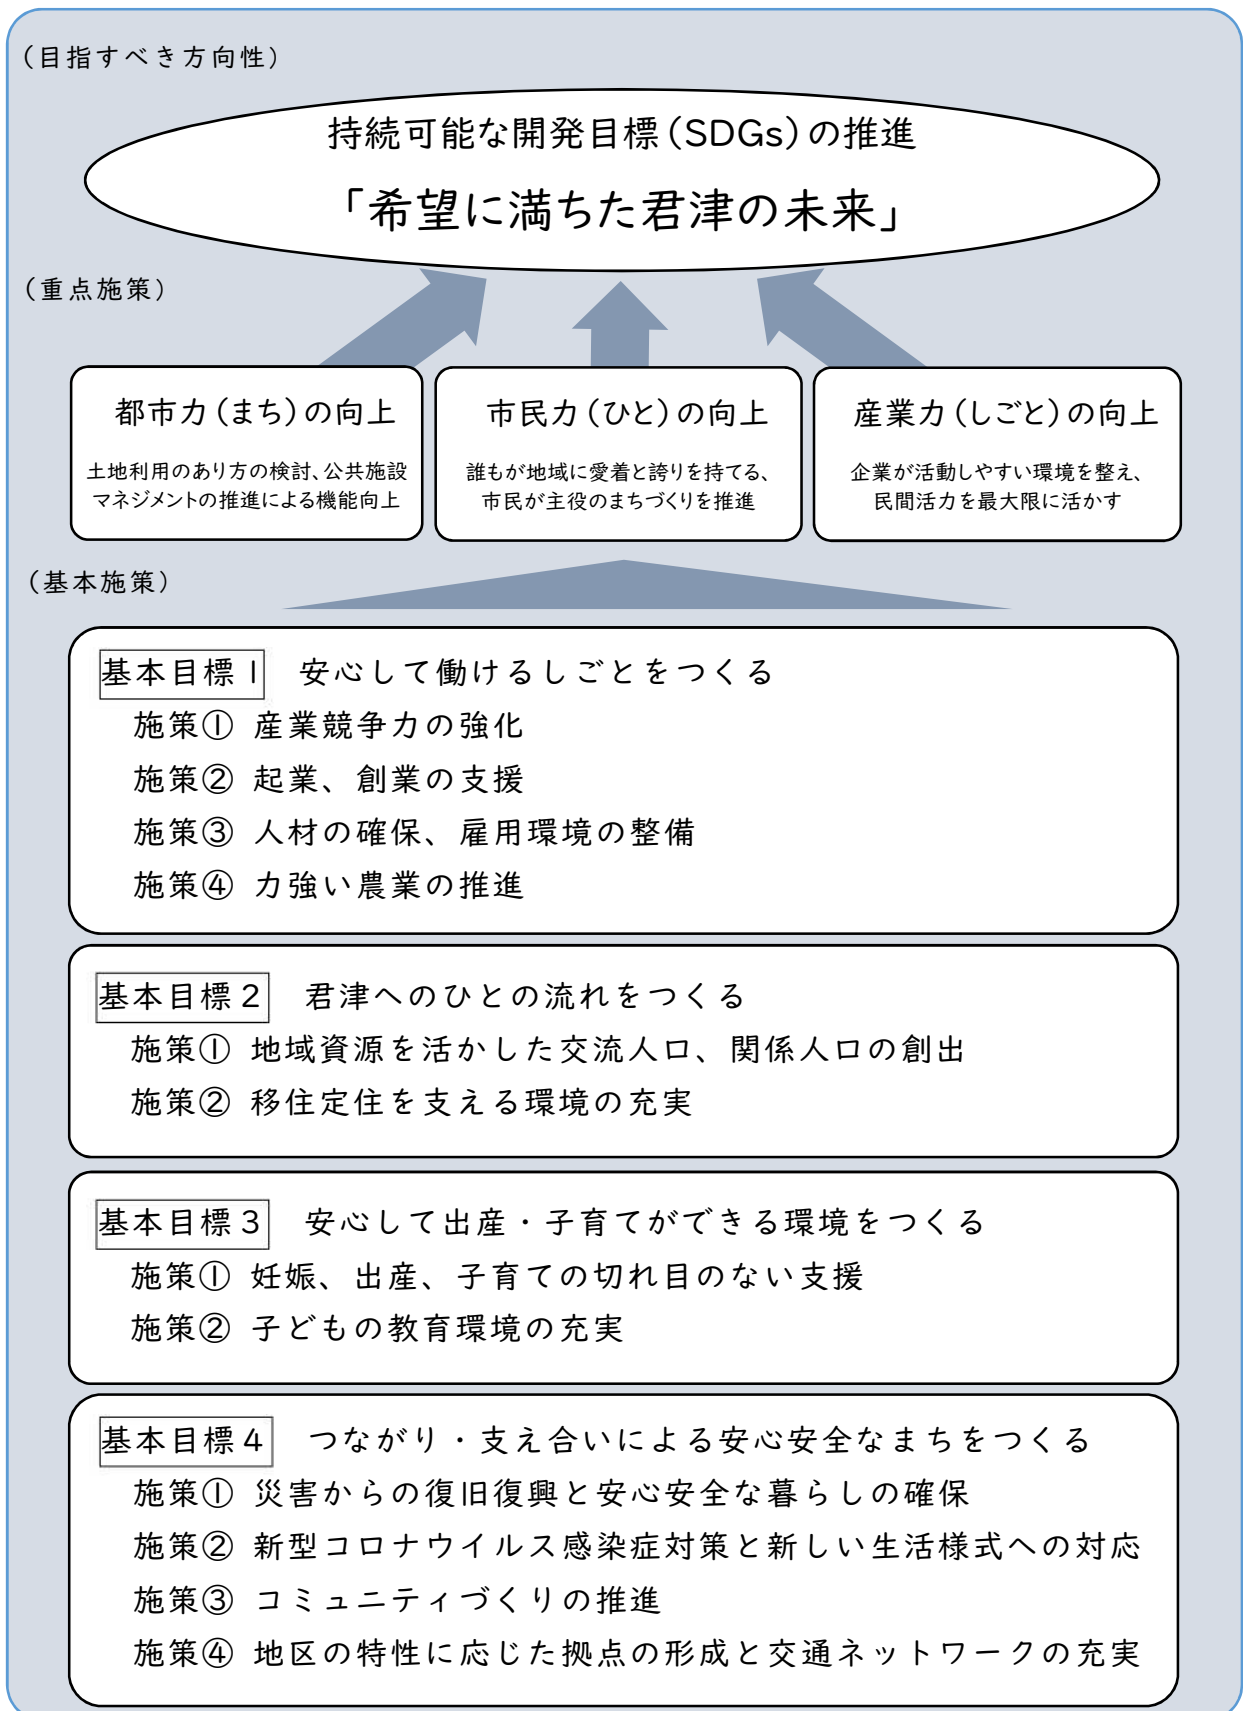 （目指すべき方向性）
持続可能な開発目標（SDGs）の推進
「希望に満ちた君津の未来」
（重点施策）
都市力（まち）の向上
土地利用のあり方の検討、公共施設
マネジメントの推進による機能向上
市民力（ひと）の向上
誰もが地域に愛着と誇りを持てる、
市民が主役のまちづくりを推進
産業力（しごと）の向上
企業が活動しやすい環境を整え、
民間活力を最大限に活かす
（基本施策）
基本目標１　安心して働けるしごとをつくる
施策① 産業競争力の強化
施策② 起業、創業の支援
施策③ 人材の確保、雇用環境の整備
施策④ 力強い農業の推進
基本目標２　君津へのひとの流れをつくる
施策① 地域資源を活かした交流人口、関係人口の創出
施策② 移住定住を支える環境の充実
基本目標３　安心して出産・子育てができる環境をつくる
施策① 妊娠、出産、子育ての切れ目のない支援
施策② 子どもの教育環境の充実
基本目標４　つながり・支え合いによる安心安全なまちをつくる
施策① 災害からの復旧復興と安心安全な暮らしの確保
施策② 新型コロナウイルス感染症対策と新しい生活様式への対応
施策③ コミュニティづくりの推進
施策④ 地区の特性に応じた拠点の形成と交通ネットワークの充実